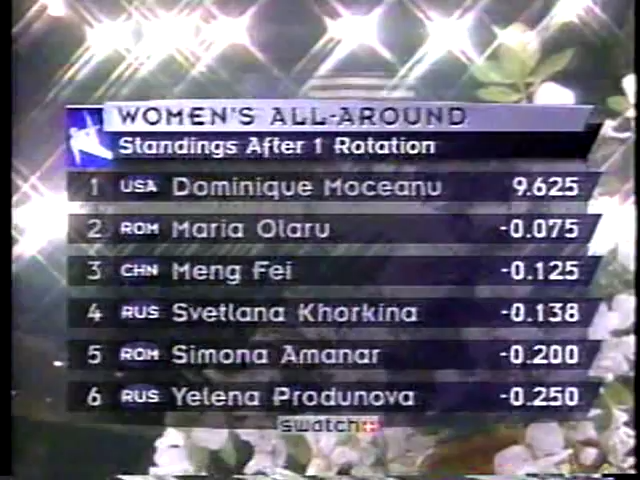 WOMEN'S ALL-AROUND
Standings After 1 Rotation
1 USA Dominique Moceanu 9.625
2 ROM Maria Olaru -0.075
3 CHN Meng Fei -0.125
4 RUS Svetlana Khorkina -0.138
5 ROM Simona Amanar -0.200
6 RUS Yelena Produnova -0.250
swatch